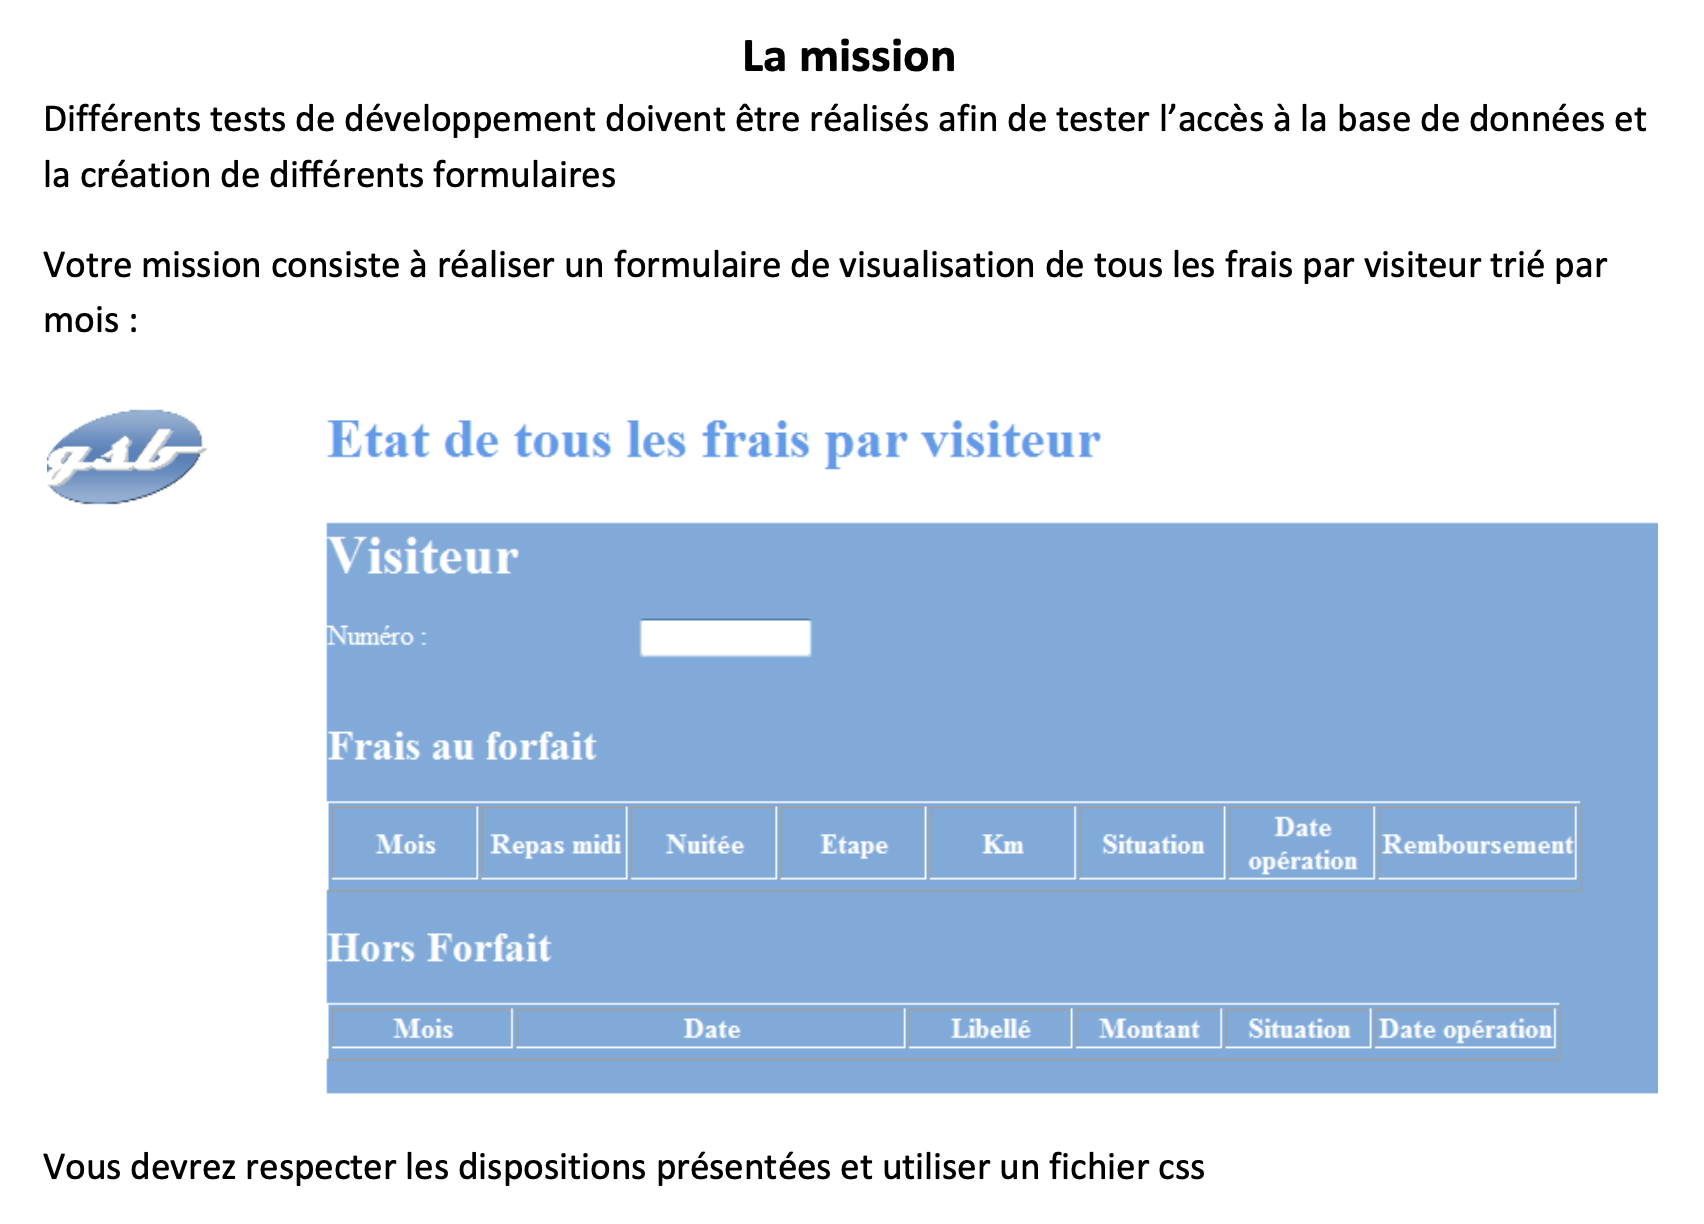 La mission
Différents tests de développement doivent être réalisés afin de tester l’accès à la base de données et
la création de différents formulaires
Votre mission consiste à réaliser un formulaire de visualisation de tous les frais par visiteur trié par
mois :
gsb
Etat de tous les frais par visiteur
Visiteur
Numéro :
Frais au forfait
Mois Repas midi Nuitée Etape Km Situation Date opération Remboursement
Hors Forfait
Mois Date Libellé Montant Situation Date opération
Vous devrez respecter les dispositions présentées et utiliser un fichier css